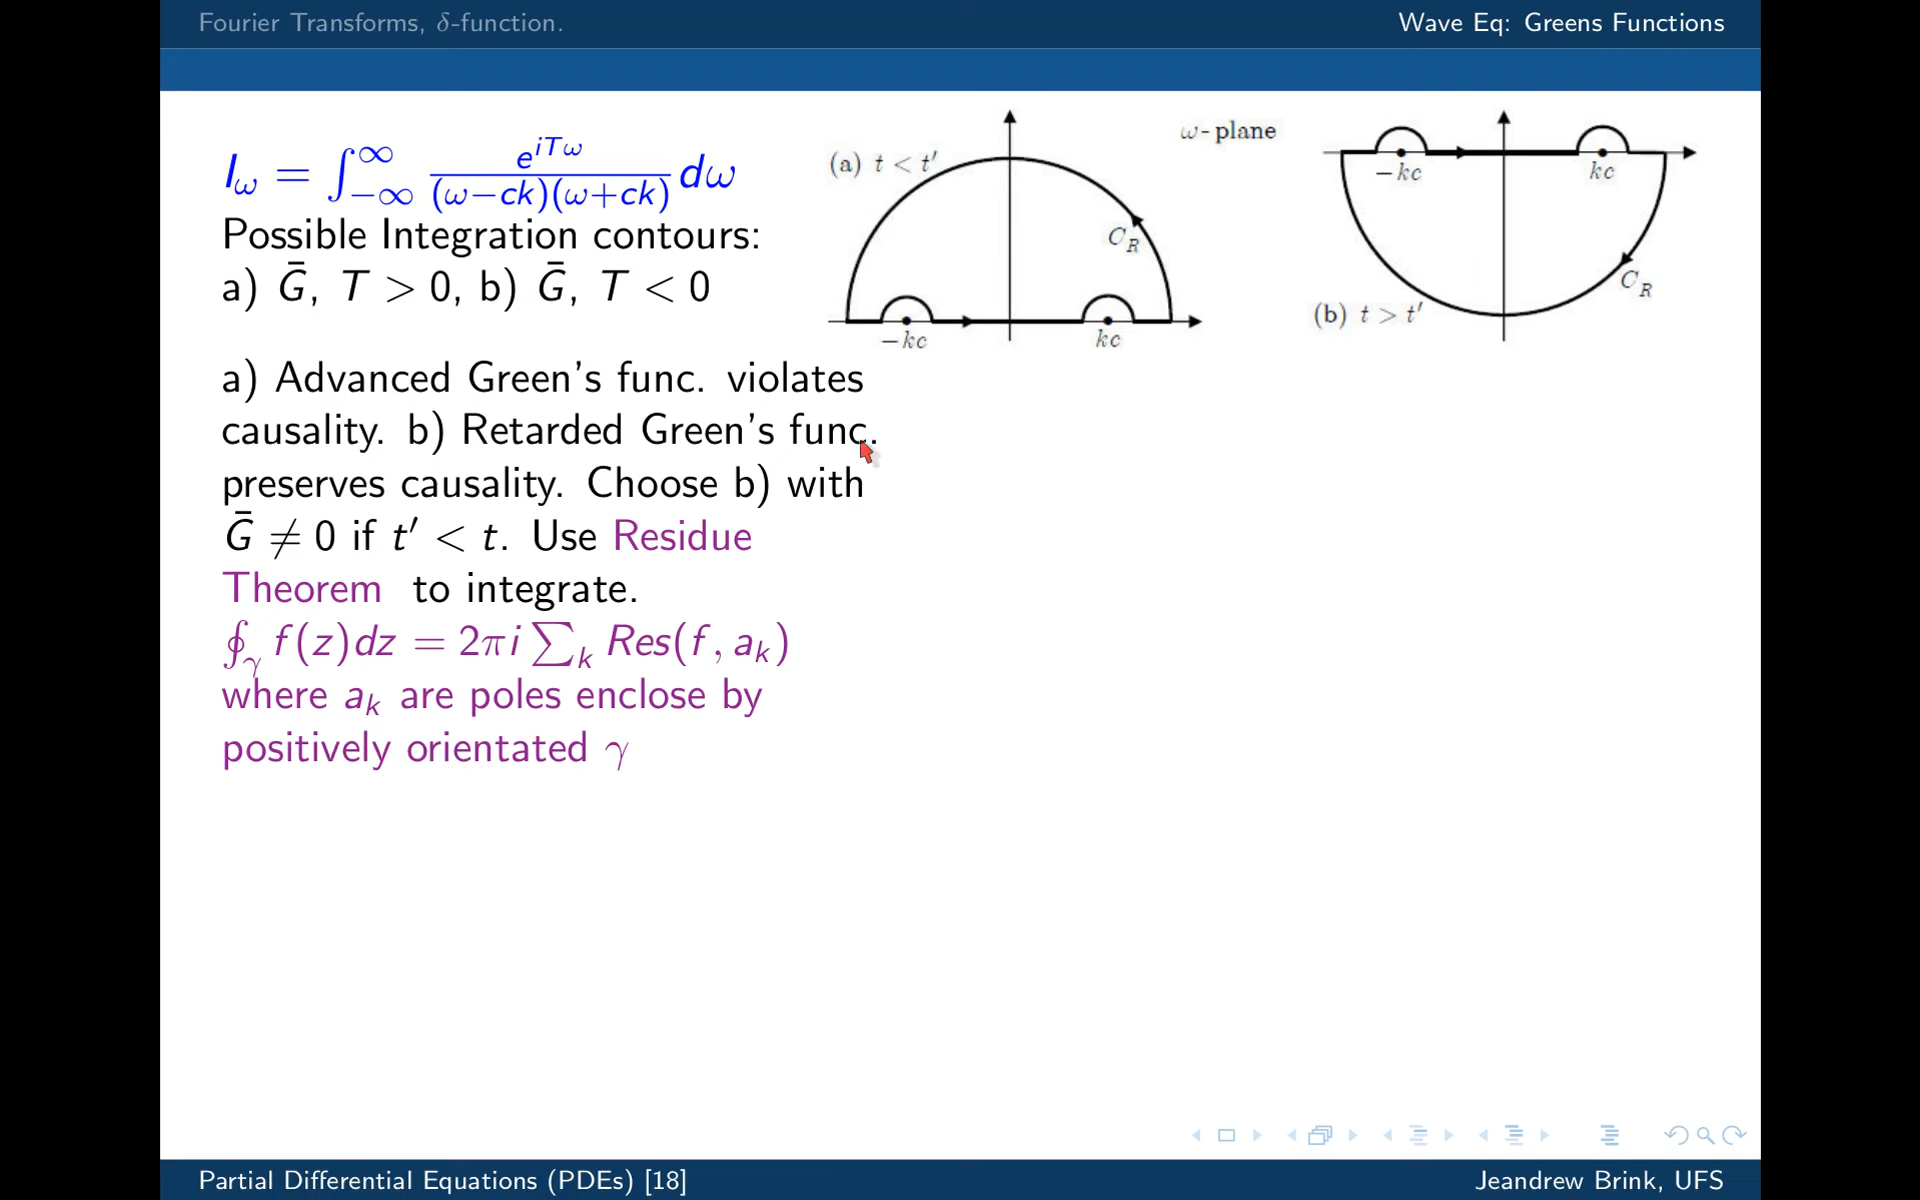 Fourier Transforms, δ-function.
Wave Eq: Greens Functions
I_ω = ∫_{−∞}^{∞} e^{iTω} / ((ω−ck)(ω+ck)) dω
Possible Integration contours:
a) Ḡ, T > 0, b) Ḡ, T < 0
a) Advanced Green's func. violates
causality. b) Retarded Green's func.
preserves causality. Choose b) with
Ḡ ≠ 0 if t′ < t. Use Residue
Theorem to integrate.
∮_γ f(z)dz = 2πi ∑_k Res(f, a_k)
where a_k are poles enclose by
positively orientated γ
(a) t < t′
C_R
−kc
kc
ω- plane
−kc
kc
C_R
(b) t > t′
Partial Differential Equations (PDEs) [18]
Jeandrew Brink, UFS